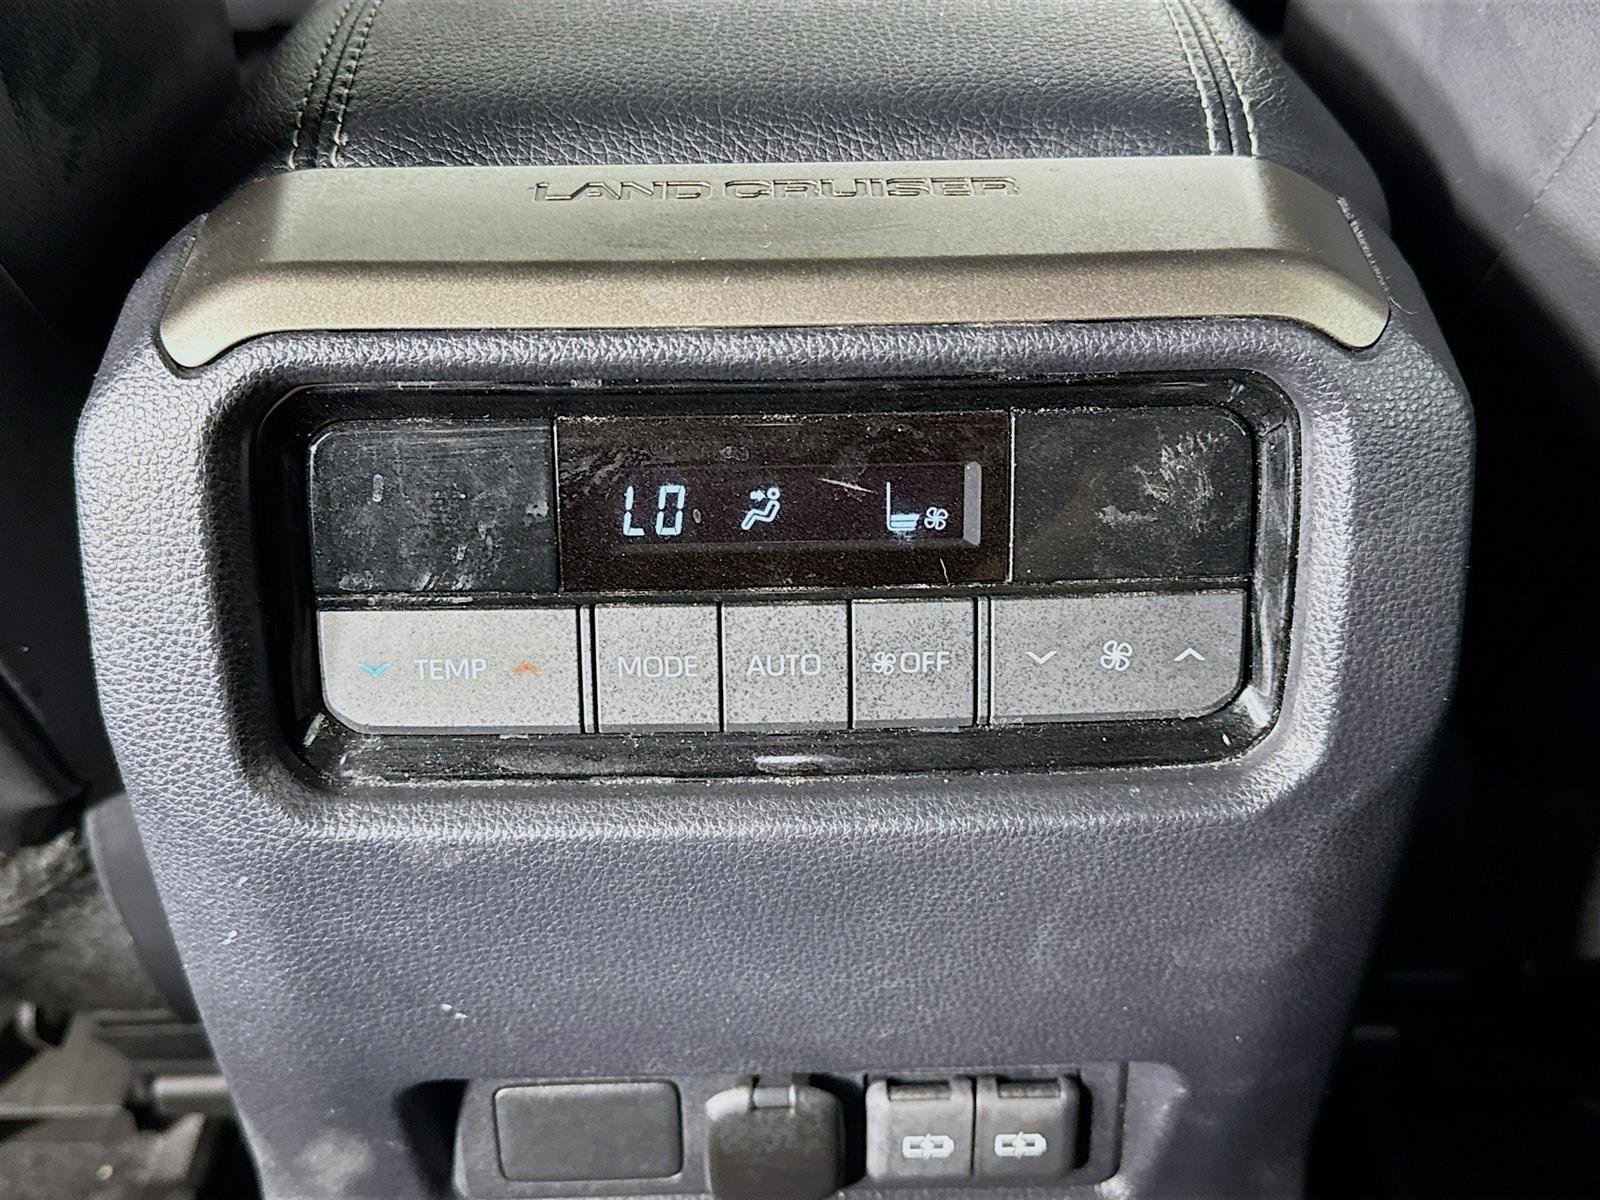 LAND CRUISER
LO
TEMP MODE AUTO OFF